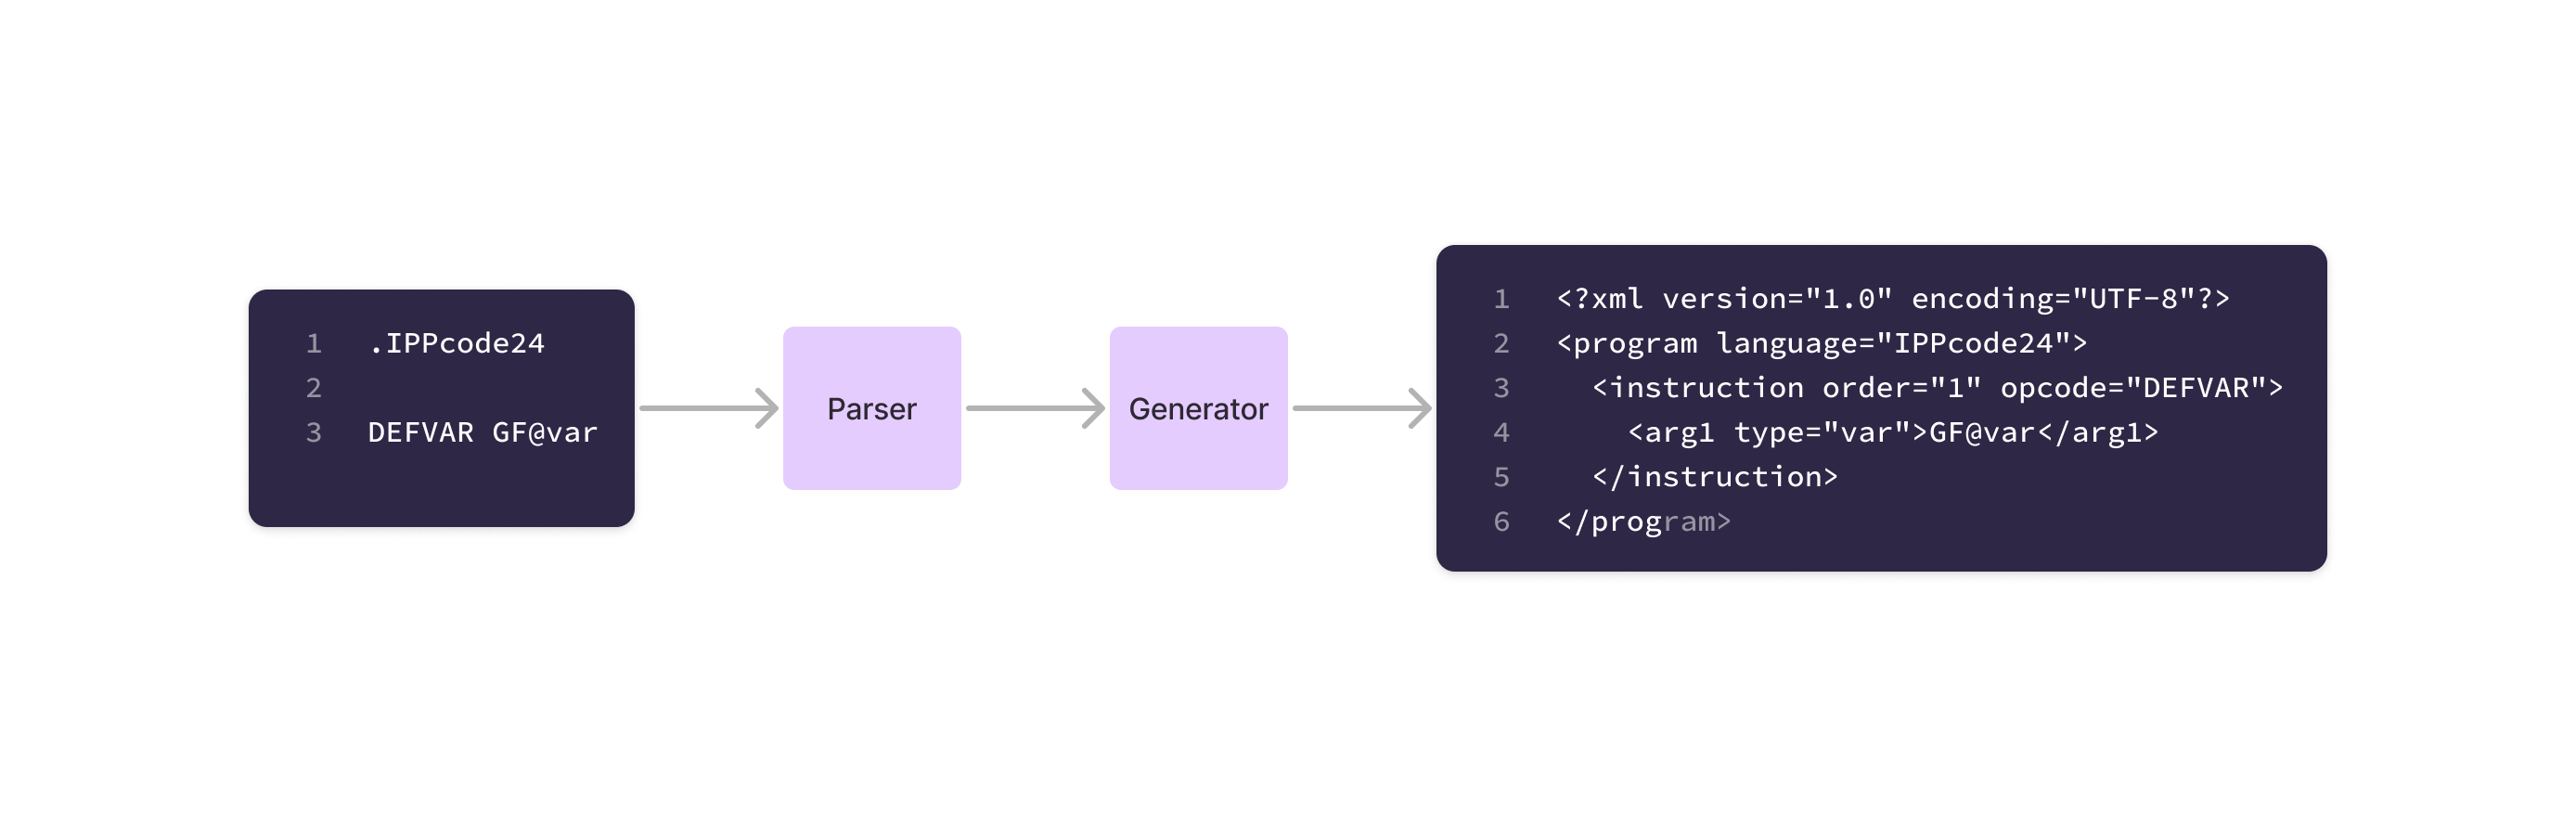 1 .IPPcode24
2
3 DEFVAR GF@var
Parser
Generator
1 <?xml version="1.0" encoding="UTF-8"?>
2 <program language="IPPcode24">
3   <instruction order="1" opcode="DEFVAR">
4     <arg1 type="var">GF@var</arg1>
5   </instruction>
6 </program>